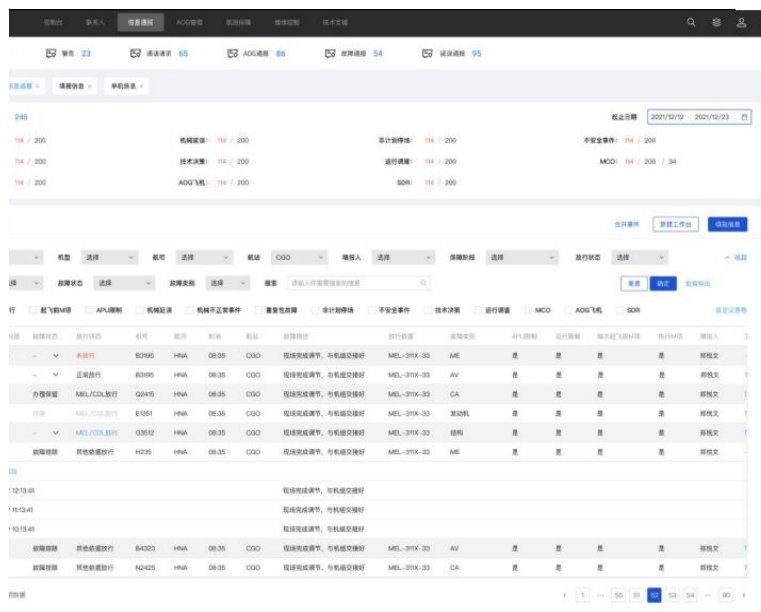 控制台 联系人 信息通报 AOG管理 航班保障 维修控制 技术支援
警告 23 通话请求 65 AOG通报 86 故障通报 54 延误通报 95
填报信息 × 单机信息 ×
245 起止日期 2021/12/12 - 2021/12/23
114 / 200 机械延误: 114 / 200 非计划停场: 114 / 200 不安全事件: 114 / 200
114 / 200 技术决策: 114 / 200 运行调查: 114 / 200 MCO: 114 / 200 / 34
114 / 200 AOG飞机: 114 / 200 SDR: 114 / 200
合并事件 新建工作台 填报信息
机型 选择 航司 选择 航站 CGO 填报人 选择 保障阶段 选择 放行状态 选择 收起
故障状态 选择 故障类别 选择 搜索 请输入你需要搜索的信息 重置 确定 数据导出
行 起飞前M项 APU限制 机械延误 机械不正常事件 重复性故障 非计划停场 不安全事件 技术决策 运行调查 MCO AOG飞机 SDR 自定义表格
故障状态 放行状态 机号 航司 时间 航站 故障描述 放行依据 故障类别 APU限制 运行限制 每次起飞前M项 执行M项 填报人
- 未放行 B3195 HNA 08:35 CGO 现场完成调节，与机组交接好 MEL-311X-33 ME 是 是 是 是 郑悦文
- 正常放行 B3195 HNA 08:35 CGO 现场完成调节，与机组交接好 MEL-311X-33 AV 是 是 是 是 郑悦文
办理保留 MEL/CDL放行 Q2415 HNA 08:35 CGO 现场完成调节，与机组交接好 MEL-311X-33 CA 是 是 是 是 郑悦文
MEL/CDL放行 E1351 HNA 08:35 CGO 现场完成调节，与机组交接好 MEL-311X-33 发动机 是 是 是 是 郑悦文
- MEL/CDL放行 G3512 HNA 08:35 CGO 现场完成调节，与机组交接好 MEL-311X-33 结构 是 是 是 是 郑悦文
故障排除 其他依据放行 H235 HNA 08:35 CGO 现场完成调节，与机组交接好 MEL-311X-33 ME 是 是 是 是 郑悦文
12:13:41 现场完成调节，与机组交接好
11:13:41 现场完成调节，与机组交接好
10:13:41 现场完成调节，与机组交接好
故障排除 其他依据放行 B4323 HNA 08:35 CGO 现场完成调节，与机组交接好 MEL-311X-33 AV 是 是 是 是 郑悦文
故障排除 其他依据放行 N2425 HNA 08:35 CGO 现场完成调节，与机组交接好 MEL-311X-33 CA 是 是 是 是 郑悦文
项数据 < 1 ··· 50 51 52 53 54 ··· 90 >